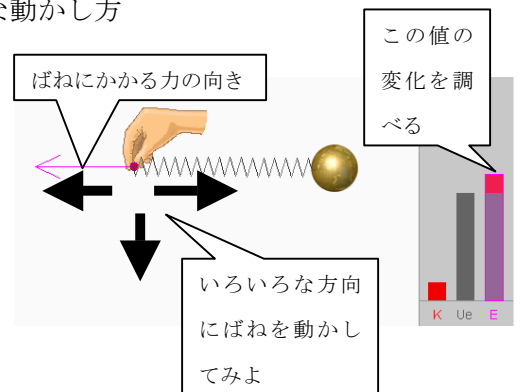 な動かし方
この値の
変化を調
べる
ばねにかかる力の向き
いろいろな方向
にばねを動かし
てみよ
K Ue E